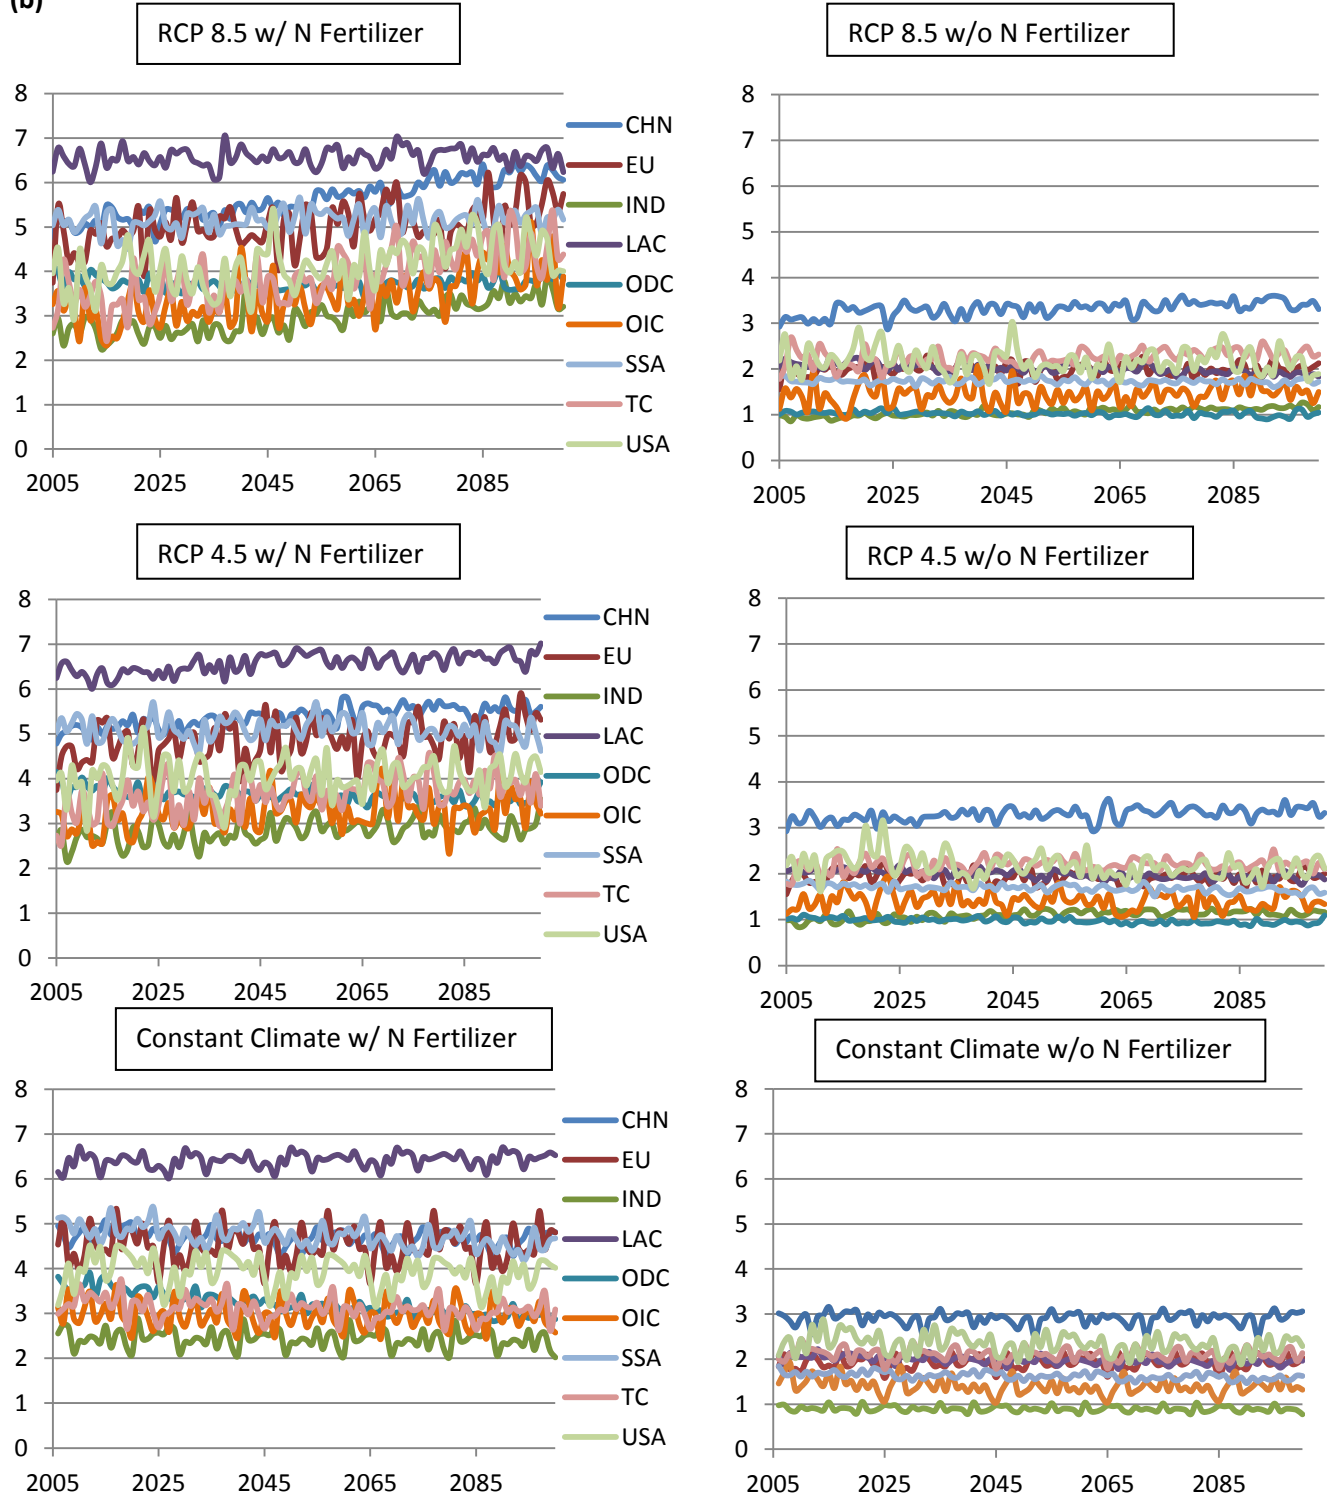 (b)
RCP 8.5 w/ N Fertilizer
RCP 8.5 w/o N Fertilizer
8
7
6
5
4
3
2
1
0
2005 2025 2045 2065 2085
CHN
EU
IND
LAC
ODC
OIC
SSA
TC
USA
8
7
6
5
4
3
2
1
0
2005 2025 2045 2065 2085
RCP 4.5 w/ N Fertilizer
RCP 4.5 w/o N Fertilizer
8
7
6
5
4
3
2
1
0
2005 2025 2045 2065 2085
CHN
EU
IND
LAC
ODC
OIC
SSA
TC
USA
8
7
6
5
4
3
2
1
0
2005 2025 2045 2065 2085
Constant Climate w/ N Fertilizer
Constant Climate w/o N Fertilizer
8
7
6
5
4
3
2
1
0
2005 2025 2045 2065 2085
CHN
EU
IND
LAC
ODC
OIC
SSA
TC
USA
8
7
6
5
4
3
2
1
0
2005 2025 2045 2065 2085